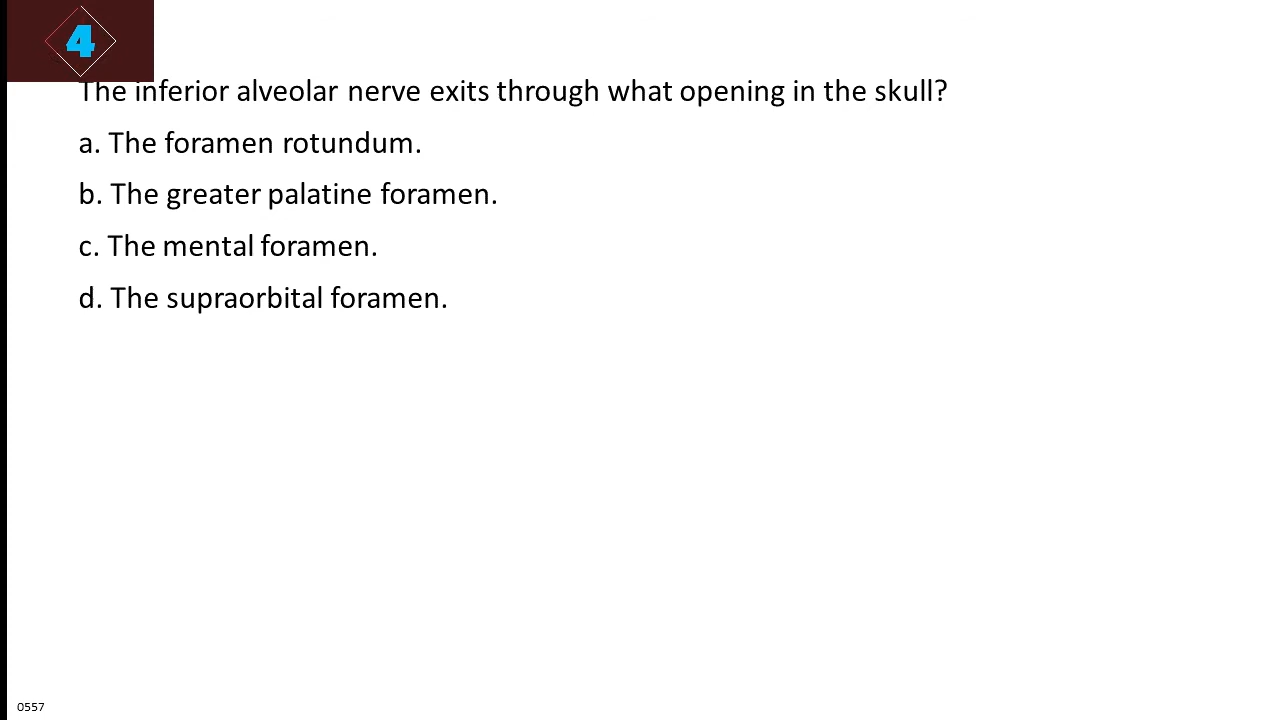 4
The inferior alveolar nerve exits through what opening in the skull?
a. The foramen rotundum.
b. The greater palatine foramen.
c. The mental foramen.
d. The supraorbital foramen.
0557